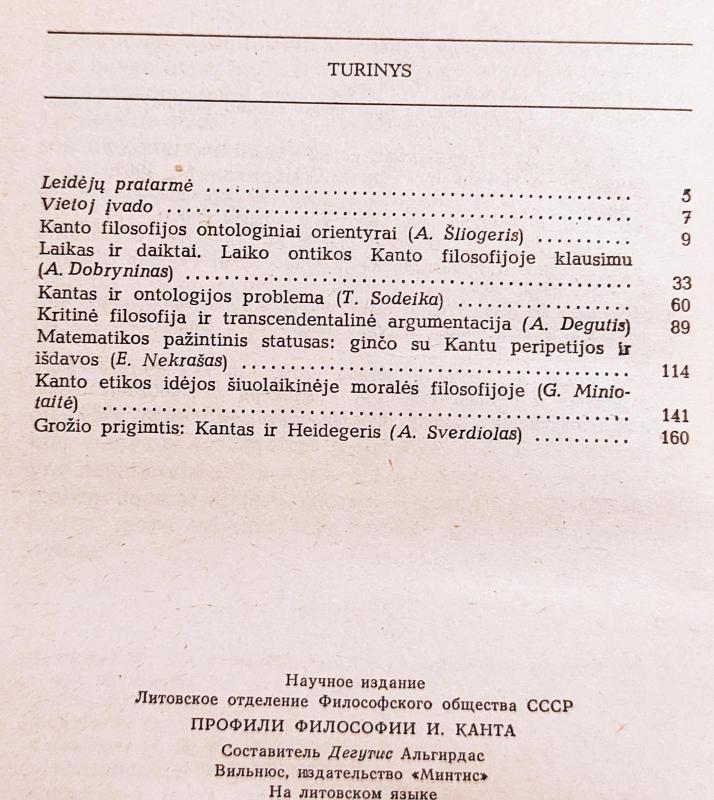 TURINYS
Leidėjų pratarmė .......................................... 5
Vietoj įvado .............................................. 7
Kanto filosofijos ontologiniai orientyrai (A. Šliogeris) .......... 9
Laikas ir daiktai. Laiko ontikos Kanto filosofijoje klausimu
(A. Dobryninas) .......................................... 33
Kantas ir ontologijos problema (T. Sodeika) .................. 60
Kritinė filosofija ir transcendentalinė argumentacija (A. Degutis) 89
Matematikos pažintinis statusas: ginčo su Kantu peripetijos ir
išdavos (E. Nekrašas) ...................................... 114
Kanto etikos idėjos šiuolaikinėje moralės filosofijoje (G. Minio-
taitė) .................................................... 141
Grožio prigimtis: Kantas ir Heidegeris (A. Sverdiolas) .......... 160
Научное издание
Литовское отделение Философского общества СССР
ПРОФИЛИ ФИЛОСОФИИ И. КАНТА
Составитель Дегутис Альгирдас
Вильнюс, издательство «Минтис»
На литовском языке